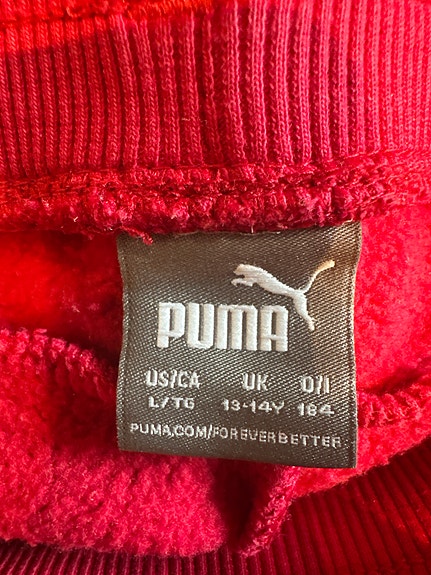 PUMA
US/CA UK D/I
L/TG 13-14Y 164
PUMA.COM/FOREVERBETTER